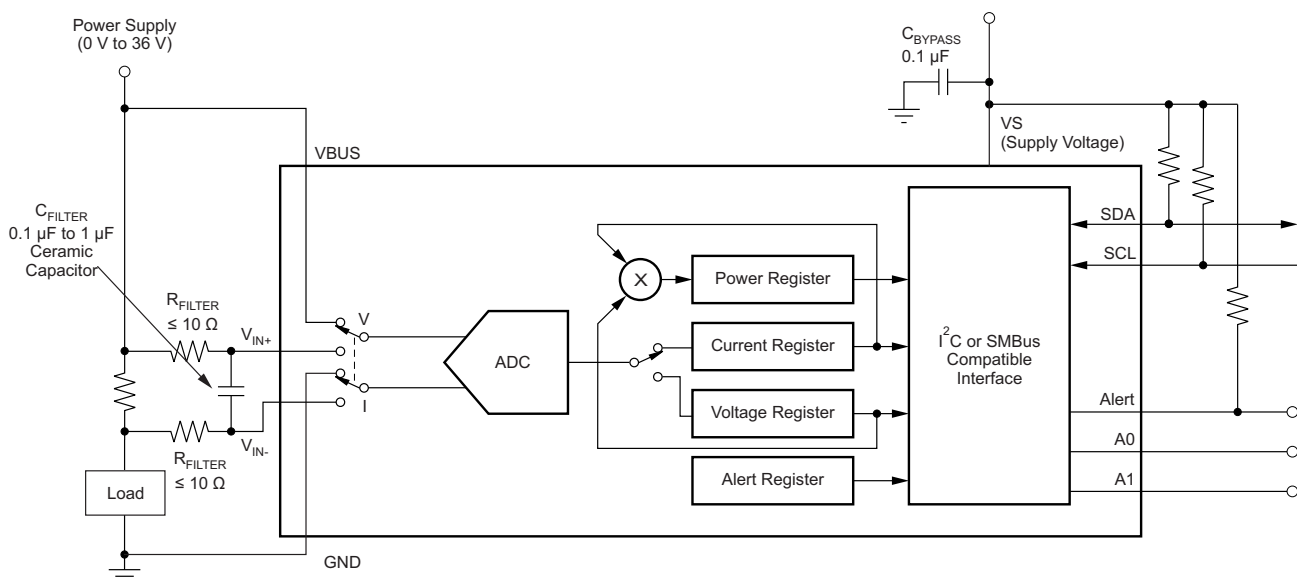 Power Supply
(0 V to 36 V)
C_BYPASS
0.1 µF
VS
(Supply Voltage)
VBUS
C_FILTER
0.1 µF to 1 µF
Ceramic
Capacitor
R_FILTER
≤ 10 Ω
V_IN+
V
I
V_IN-
R_FILTER
≤ 10 Ω
Load
GND
ADC
X
Power Register
Current Register
Voltage Register
Alert Register
I²C or SMBus
Compatible
Interface
SDA
SCL
Alert
A0
A1